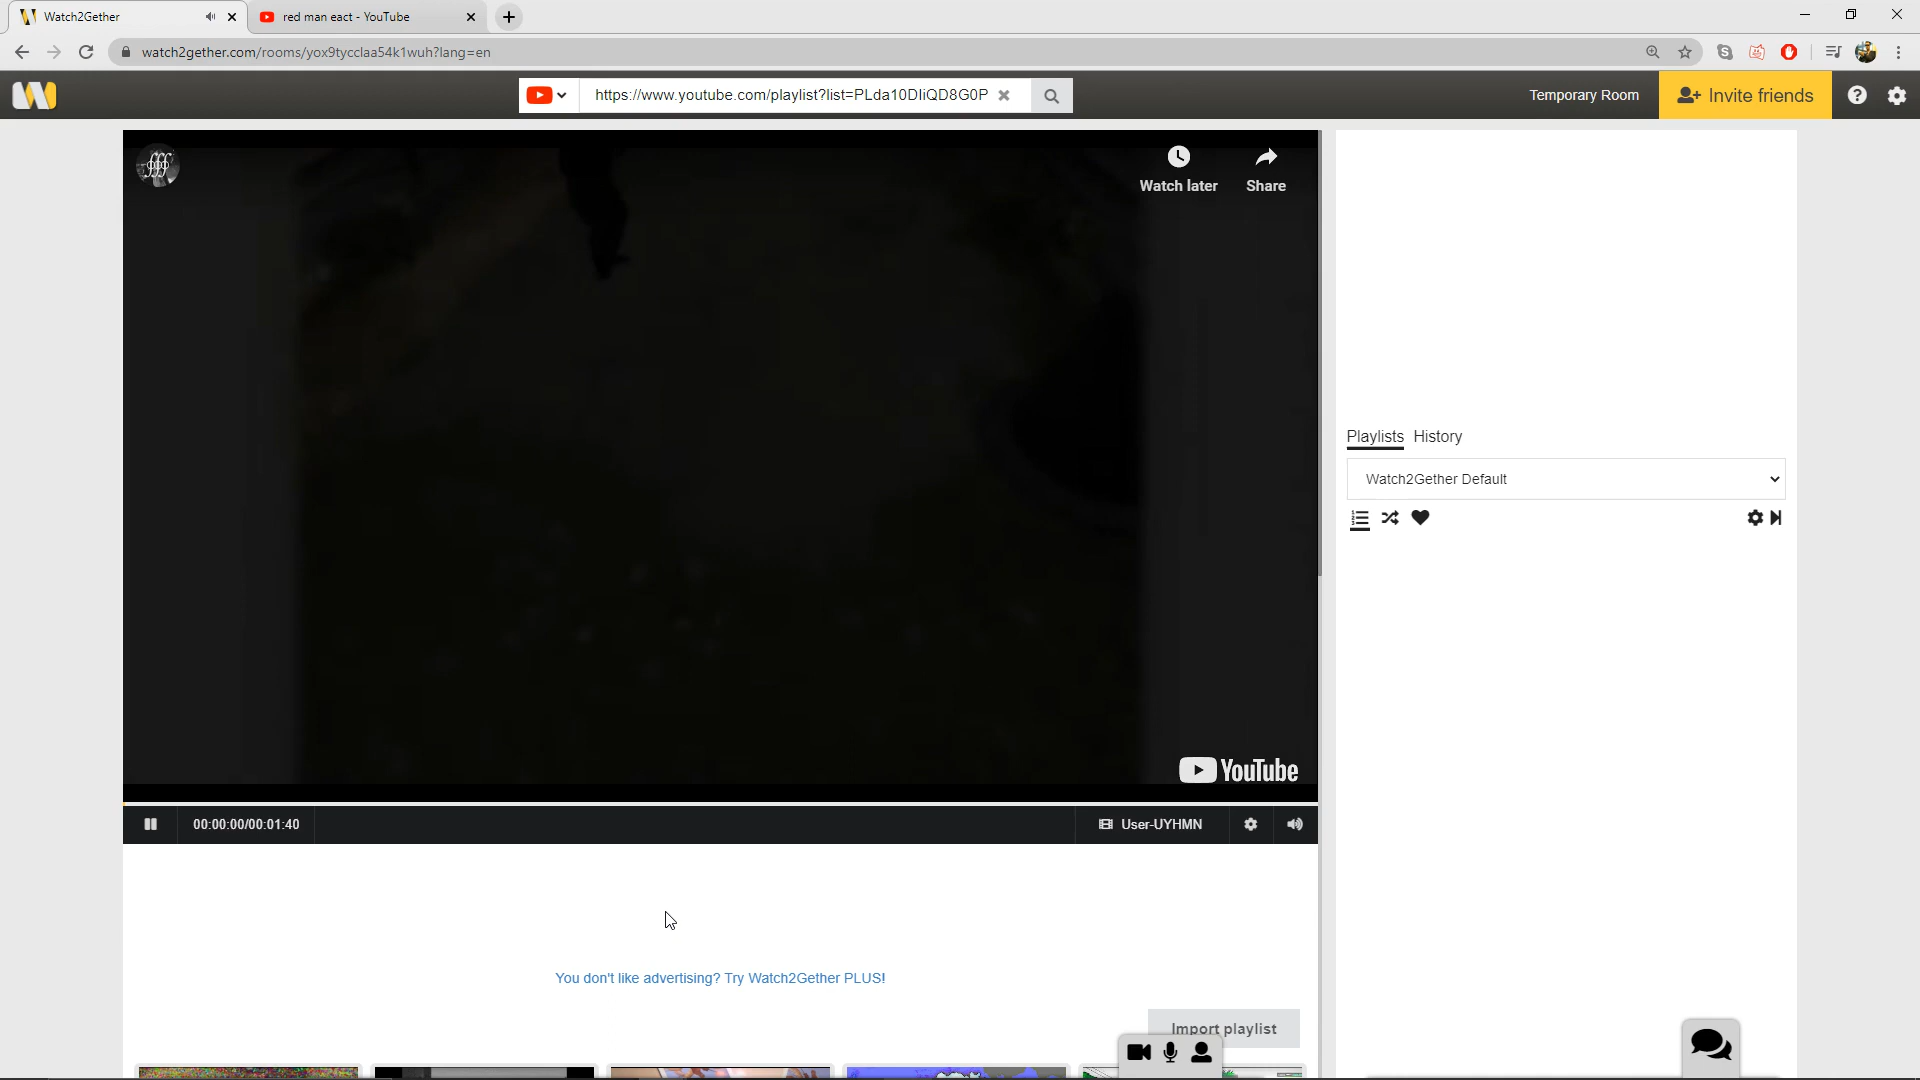 Watch2Gether
red man eact - YouTube
watch2gether.com/rooms/yox9tycclaa54k1wuh?lang=en
https://www.youtube.com/playlist?list=PLda10DIiQD8G0P
Temporary Room
Invite friends
fff
Watch later
Share
Playlists History
Watch2Gether Default
YouTube
00:00:00/00:01:40
User-UYHMN
You don't like advertising? Try Watch2Gether PLUS!
Import playlist